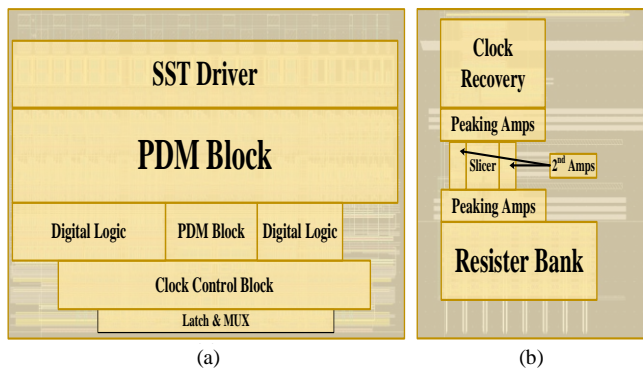 SST Driver
PDM Block
Digital Logic
PDM Block
Digital Logic
Clock Control Block
Latch & MUX
(a)
Clock
Recovery
Peaking Amps
Slicer
2nd Amps
Peaking Amps
Resister Bank
(b)